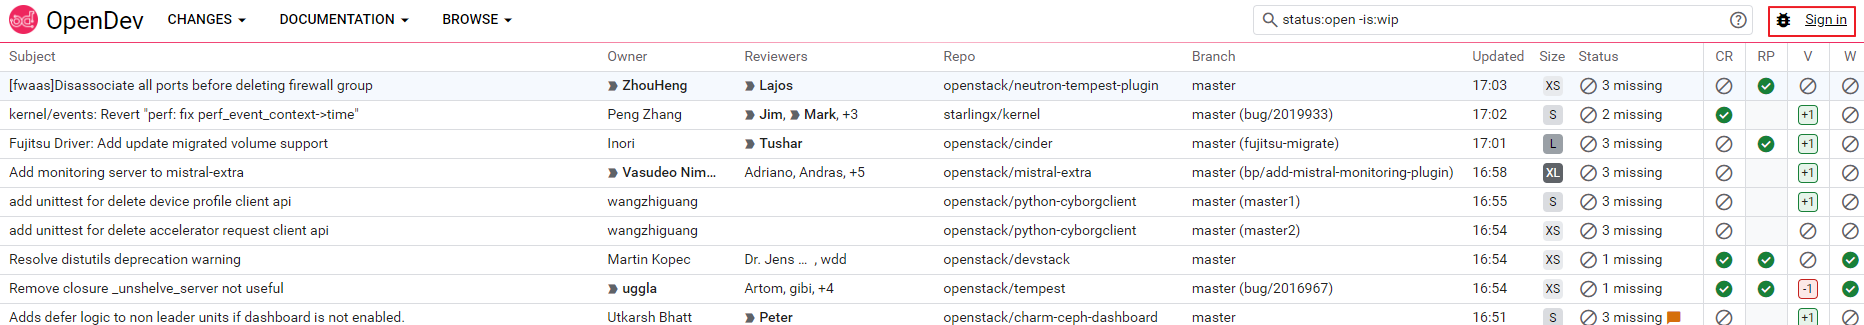 OpenDev CHANGES DOCUMENTATION BROWSE status:open -is:wip Sign in
Subject Owner Reviewers Repo Branch Updated Size Status CR RP V W
[fwaas]Disassociate all ports before deleting firewall group ZhouHeng Lajos openstack/neutron-tempest-plugin master 17:03 XS 3 missing
kernel/events: Revert "perf: fix perf_event_context->time" Peng Zhang Jim, Mark, +3 starlingx/kernel master (bug/2019933) 17:02 S 2 missing +1
Fujitsu Driver: Add update migrated volume support Inori Tushar openstack/cinder master (fujitsu-migrate) 17:01 L 3 missing +1
Add monitoring server to mistral-extra Vasudeo Nim... Adriano, Andras, +5 openstack/mistral-extra master (bp/add-mistral-monitoring-plugin) 16:58 XL 3 missing +1
add unittest for delete device profile client api wangzhiguang openstack/python-cyborgclient master (master1) 16:55 S 3 missing +1
add unittest for delete accelerator request client api wangzhiguang openstack/python-cyborgclient master (master2) 16:54 XS 3 missing
Resolve distutils deprecation warning Martin Kopec Dr. Jens ... , wdd openstack/devstack master 16:54 XS 1 missing
Remove closure _unshelve_server not useful uggla Artom, gibi, +4 openstack/tempest master (bug/2016967) 16:54 XS 1 missing -1
Adds defer logic to non leader units if dashboard is not enabled. Utkarsh Bhatt Peter openstack/charm-ceph-dashboard master 16:51 S 3 missing +1